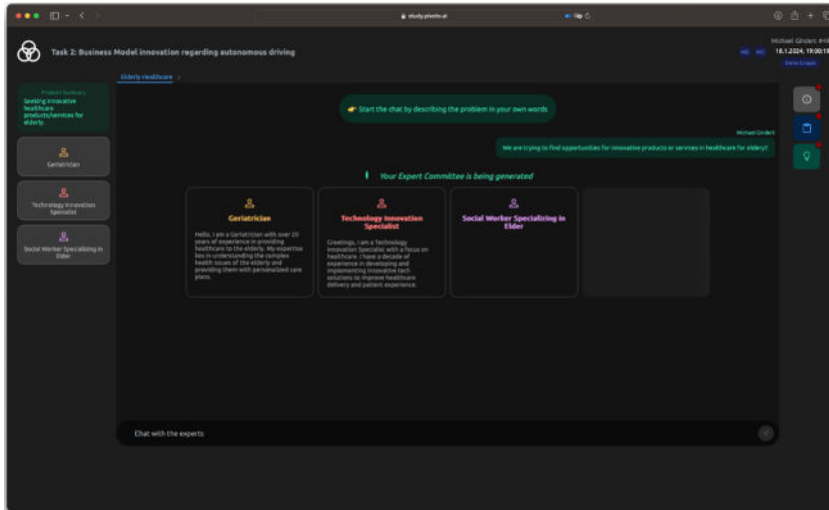 study.pivoto.ai
Task 2: Business Model innovation regarding autonomous driving
18.1.2024, 19:00:19
Elderly Healthcare
Problem Summary
Seeking innovative
healthcare
products/services for
elderly.
Geriatrician
Technology Innovation
Specialist
Social Worker Specializing in
Elder
Start the chat by describing the problem in your own words
We are trying to find opportunities for innovative products or services in healthcare for eldery!!
Your Expert Committee is being generated
Geriatrician
Hello, I am a Geriatrician with over 20
years of experience in providing
healthcare to the elderly. My expertise
lies in understanding the complex
health issues of the elderly and
providing them with personalized care
plans.
Technology Innovation
Specialist
Greetings, I am a Technology
Innovation Specialist with a focus on
healthcare. I have a decade of
experience in developing and
implementing innovative tech
solutions to improve healthcare
delivery and patient experience.
Social Worker Specializing in
Elder
Chat with the experts